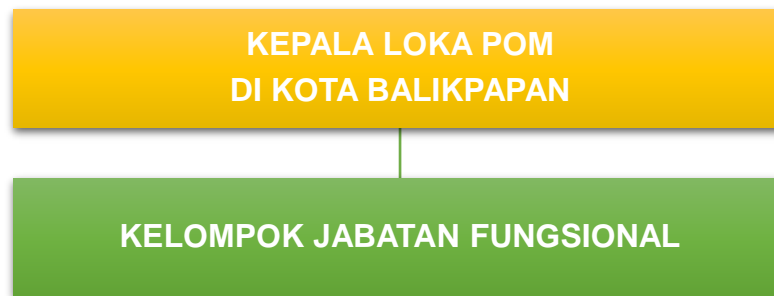 KEPALA LOKA POM
DI KOTA BALIKPAPAN
KELOMPOK JABATAN FUNGSIONAL